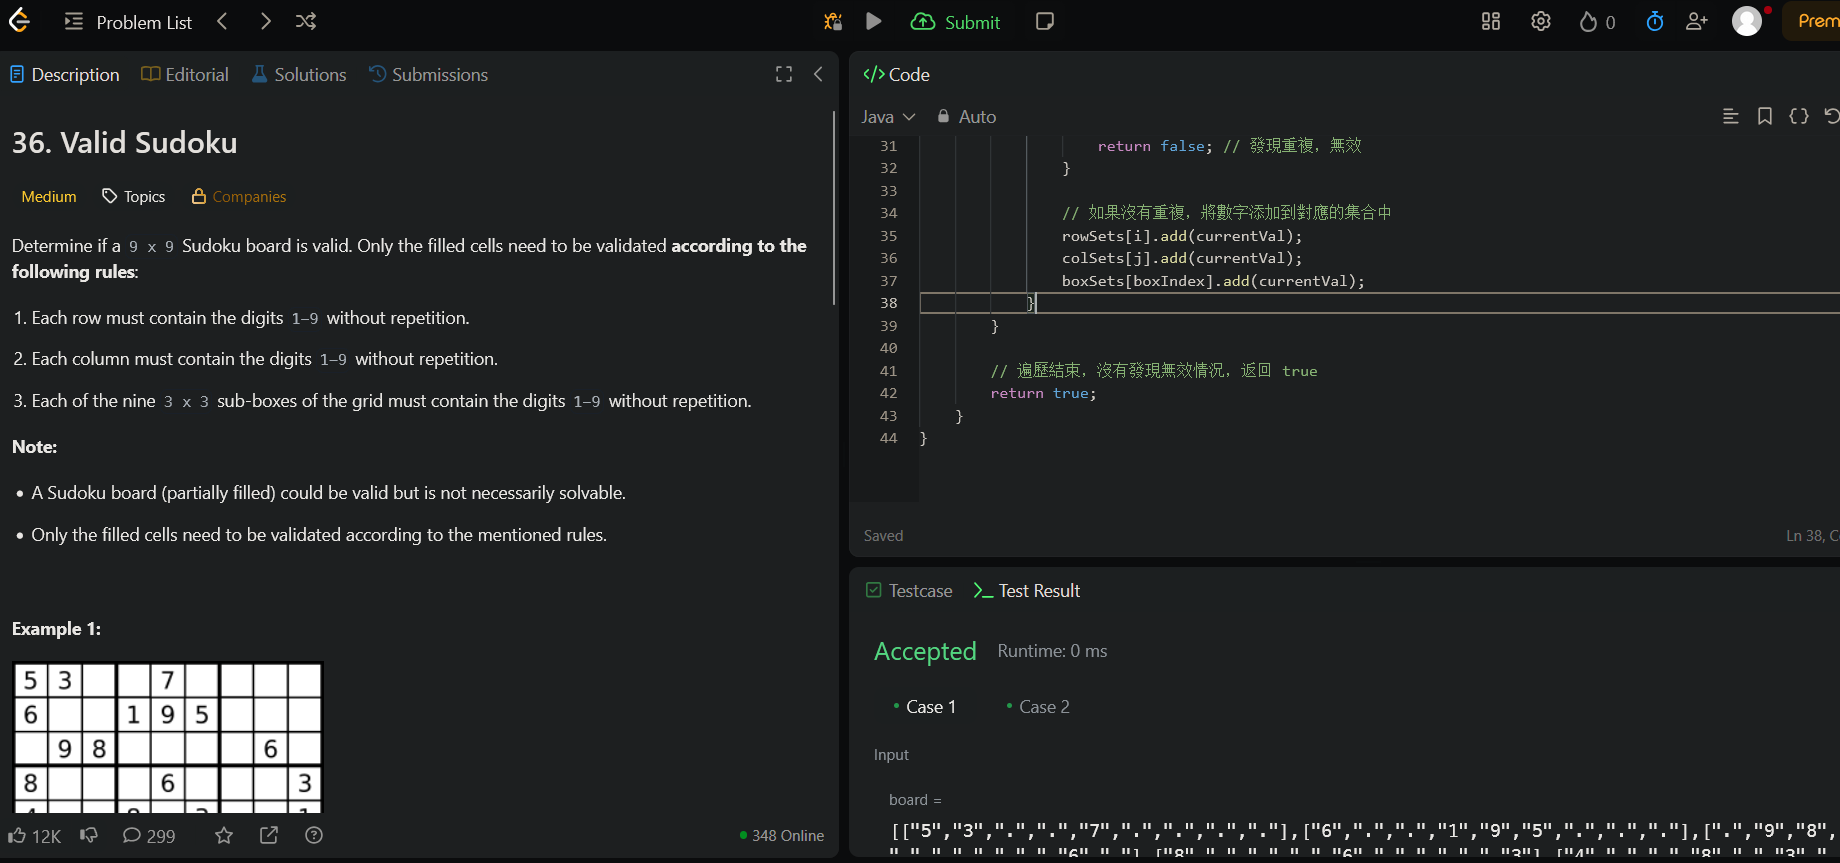 Problem List
Submit
0
Prem
Description
Editorial
Solutions
Submissions
36. Valid Sudoku
Medium
Topics
Companies
Determine if a 9 x 9 Sudoku board is valid. Only the filled cells need to be validated according to the
following rules:
1. Each row must contain the digits 1-9 without repetition.
2. Each column must contain the digits 1-9 without repetition.
3. Each of the nine 3 x 3 sub-boxes of the grid must contain the digits 1-9 without repetition.
Note:
• A Sudoku board (partially filled) could be valid but is not necessarily solvable.
• Only the filled cells need to be validated according to the mentioned rules.
Example 1:
5 3 7
6 1 9 5
9 8 6
8 6 3
12K
299
348 Online
</> Code
Java
Auto
31 return false; // 發現重複，無效
32 }
33
34 // 如果沒有重複，將數字添加到對應的集合中
35 rowSets[i].add(currentVal);
36 colSets[j].add(currentVal);
37 boxSets[boxIndex].add(currentVal);
38 }
39 }
40
41 // 遍歷結束，沒有發現無效情況，返回 true
42 return true;
43 }
44 }
Saved
Ln 38, C
Testcase
Test Result
Accepted
Runtime: 0 ms
• Case 1
• Case 2
Input
board =
[["5","3",".",".","7",".",".",".","."],["6",".",".","1","9","5",".",".","."],[".","9","8",